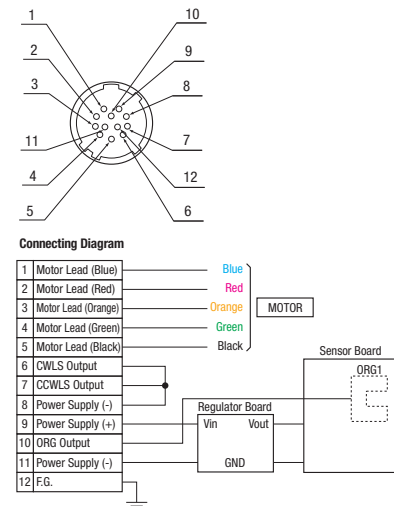 1
10
2
9
3
8
11
7
4
12
5
6
Connecting Diagram
1 Motor Lead (Blue)
2 Motor Lead (Red)
3 Motor Lead (Orange)
4 Motor Lead (Green)
5 Motor Lead (Black)
6 CWLS Output
7 CCWLS Output
8 Power Supply (-)
9 Power Supply (+)
10 ORG Output
11 Power Supply (-)
12 F.G.
Blue
Red
Orange
Green
Black
MOTOR
Sensor Board
ORG1
Regulator Board
Vin Vout
GND